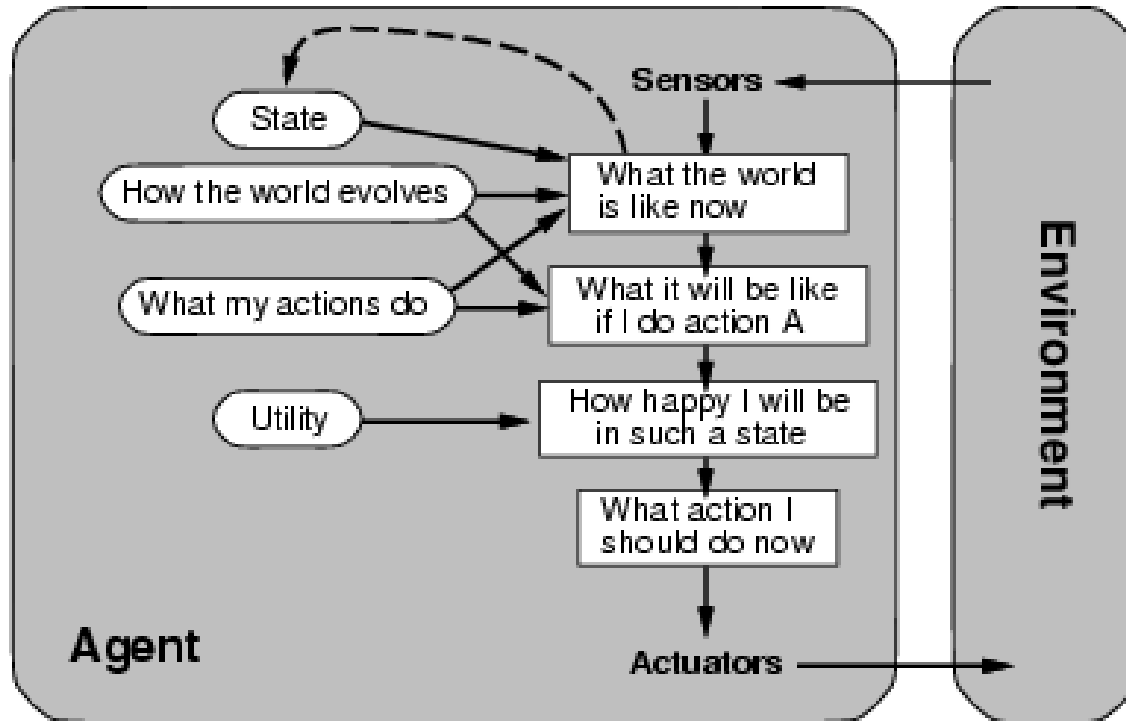 Sensors
State
What the world
is like now
How the world evolves
What it will be like
if I do action A
What my actions do
How happy I will be
in such a state
Utility
What action I
should do now
Agent
Actuators
Environment